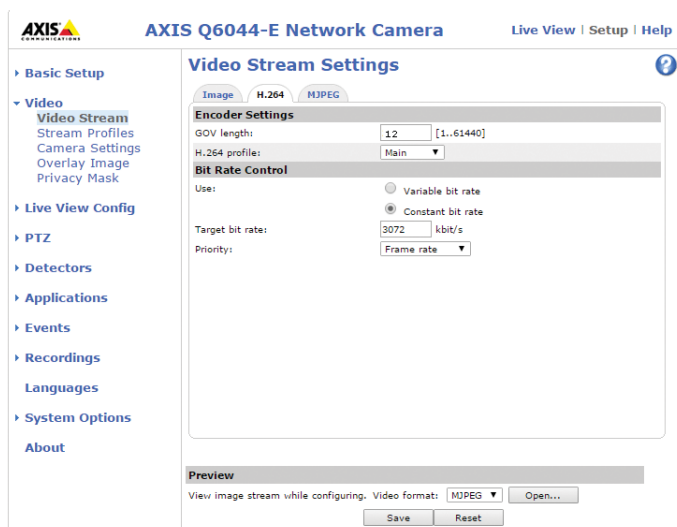 AXIS
COMMUNICATIONS
AXIS Q6044-E Network Camera
Live View | Setup | Help
Basic Setup
Video
Video Stream
Stream Profiles
Camera Settings
Overlay Image
Privacy Mask
Live View Config
PTZ
Detectors
Applications
Events
Recordings
Languages
System Options
About
Video Stream Settings
?
Image H.264 MJPEG
Encoder Settings
GOV length: 12 [1..61440]
H.264 profile: Main
Bit Rate Control
Use: Variable bit rate
Constant bit rate
Target bit rate: 3072 kbit/s
Priority: Frame rate
Preview
View image stream while configuring. Video format: MJPEG Open...
Save Reset